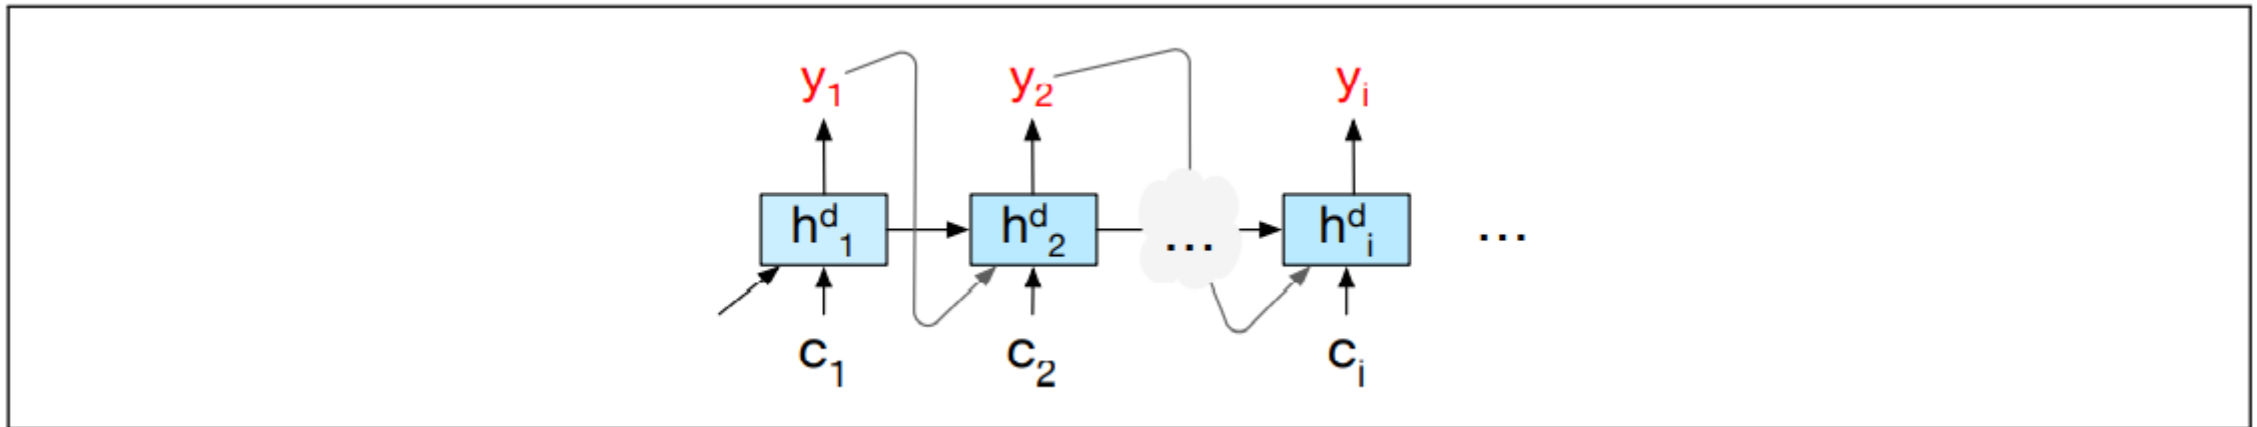 y₁ y₂ yᵢ
hᵈ₁ hᵈ₂ ... hᵈᵢ ...
c₁ c₂ cᵢ